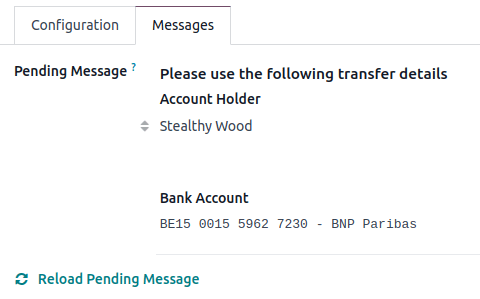 Configuration
Messages
Pending Message ?
Please use the following transfer details
Account Holder
Stealthy Wood
Bank Account
BE15 0015 5962 7230 - BNP Paribas
Reload Pending Message